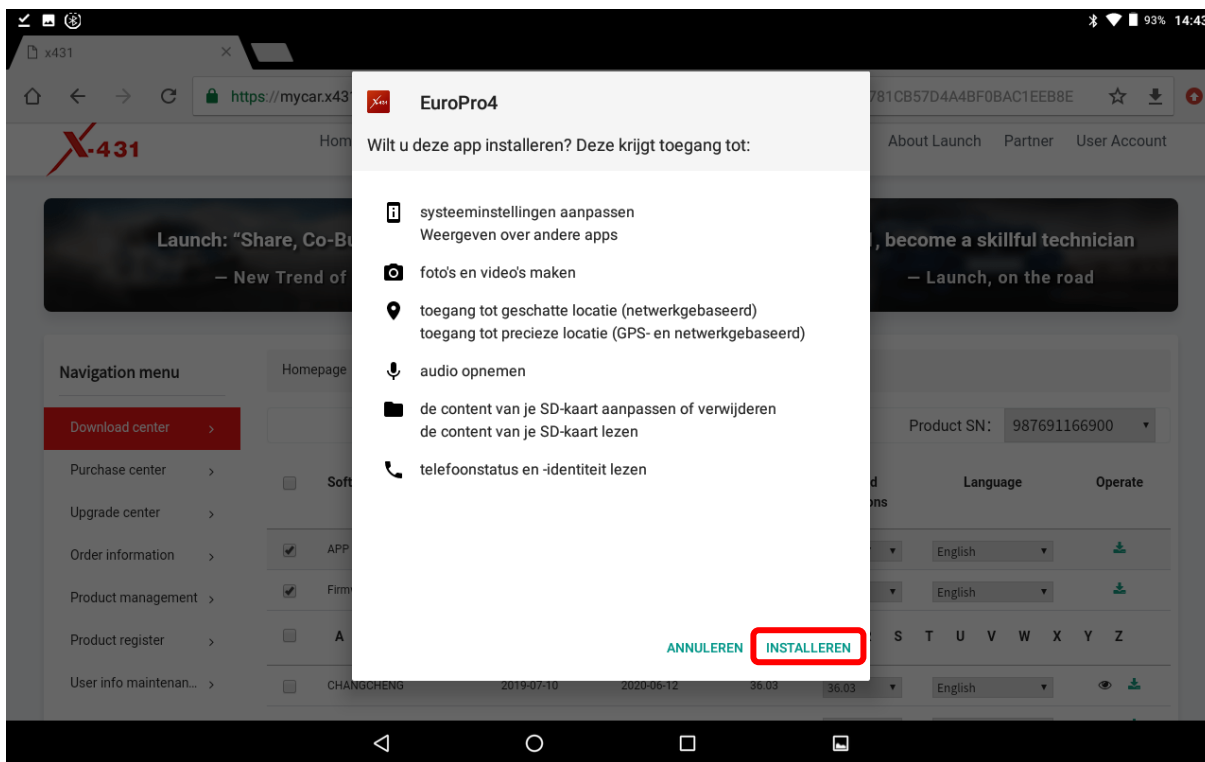 93% 14:43
x431
https://mycar.x431
781CB57D4A4BF0BAC1EEB8E
X-431
Hom
About Launch Partner User Account
EuroPro4
Wilt u deze app installeren? Deze krijgt toegang tot:
systeeminstellingen aanpassen
Weergeven over andere apps
foto's en video's maken
toegang tot geschatte locatie (netwerkgebaseerd)
toegang tot precieze locatie (GPS- en netwerkgebaseerd)
audio opnemen
de content van je SD-kaart aanpassen of verwijderen
de content van je SD-kaart lezen
telefoonstatus en -identiteit lezen
ANNULEREN INSTALLEREN
Launch: “Share, Co-Bu
— New Trend of
, become a skillful technician
— Launch, on the road
Navigation menu
Download center
Purchase center
Upgrade center
Order information
Product management
Product register
User info maintenan...
Homepage
Product SN: 987691166900
Soft Language Operate
APP English
Firmw English
A S T U V W X Y Z
CHANGCHENG 2019-07-10 2020-06-12 36.03 36.03 English